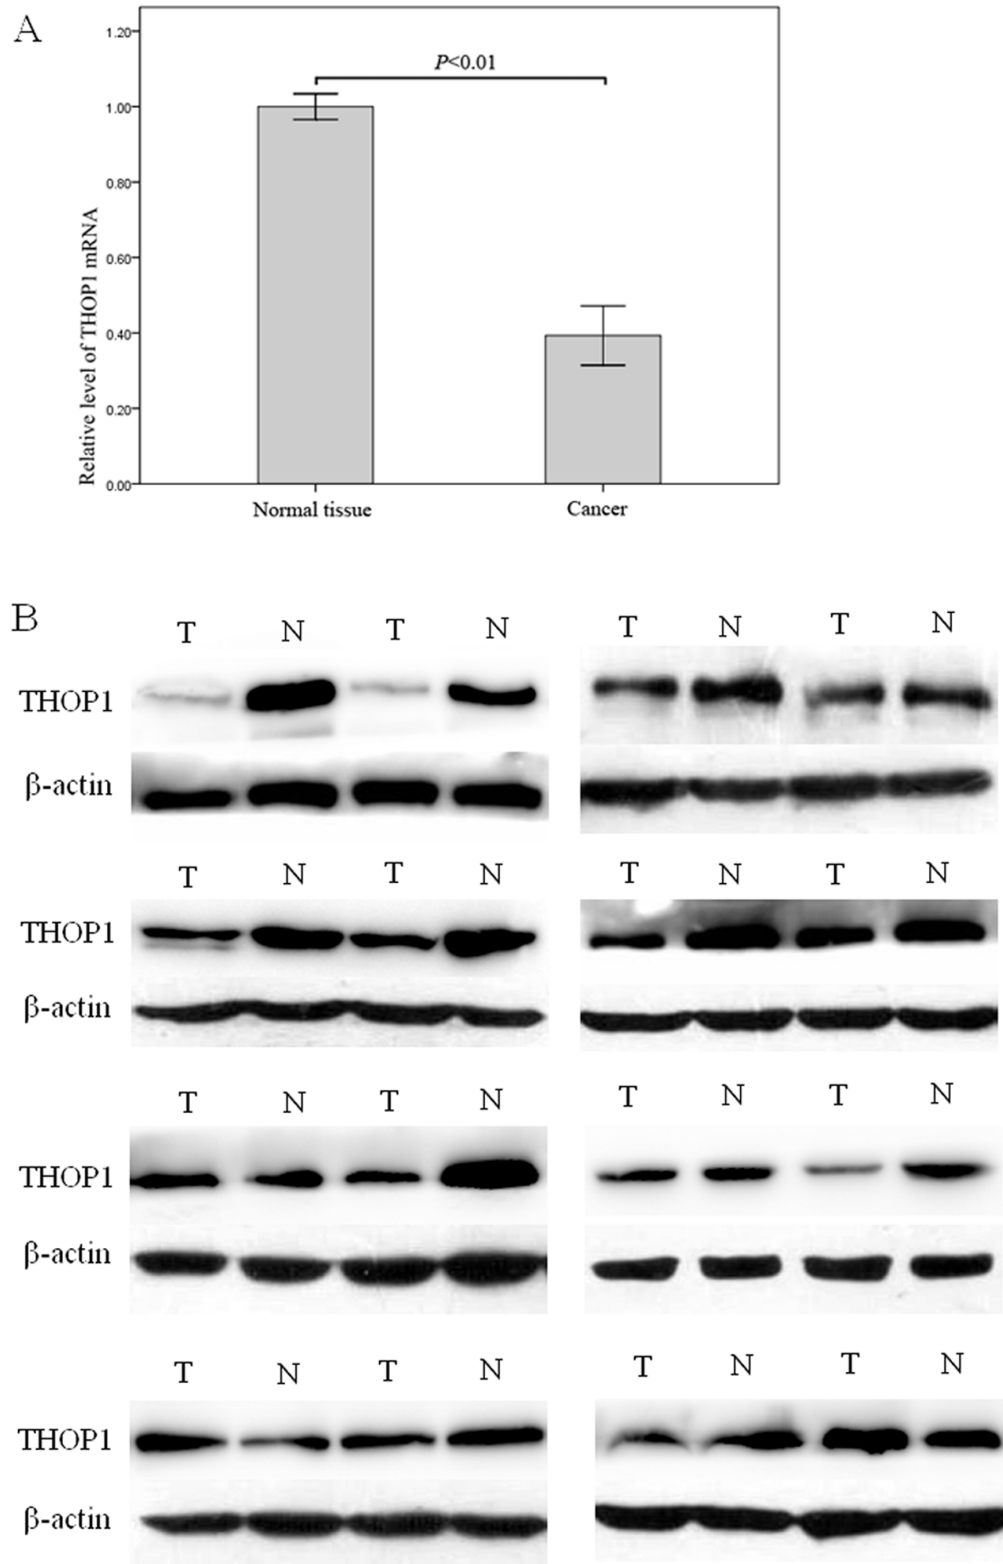 A
1.20
P<0.01
1.00
0.80
0.60
0.40
0.20
0.00
Relative level of THOP1 mRNA
Normal tissue Cancer
B
T N T N T N T N
THOP1
β-actin
T N T N T N T N
THOP1
β-actin
T N T N T N T N
THOP1
β-actin
T N T N T N T N
THOP1
β-actin